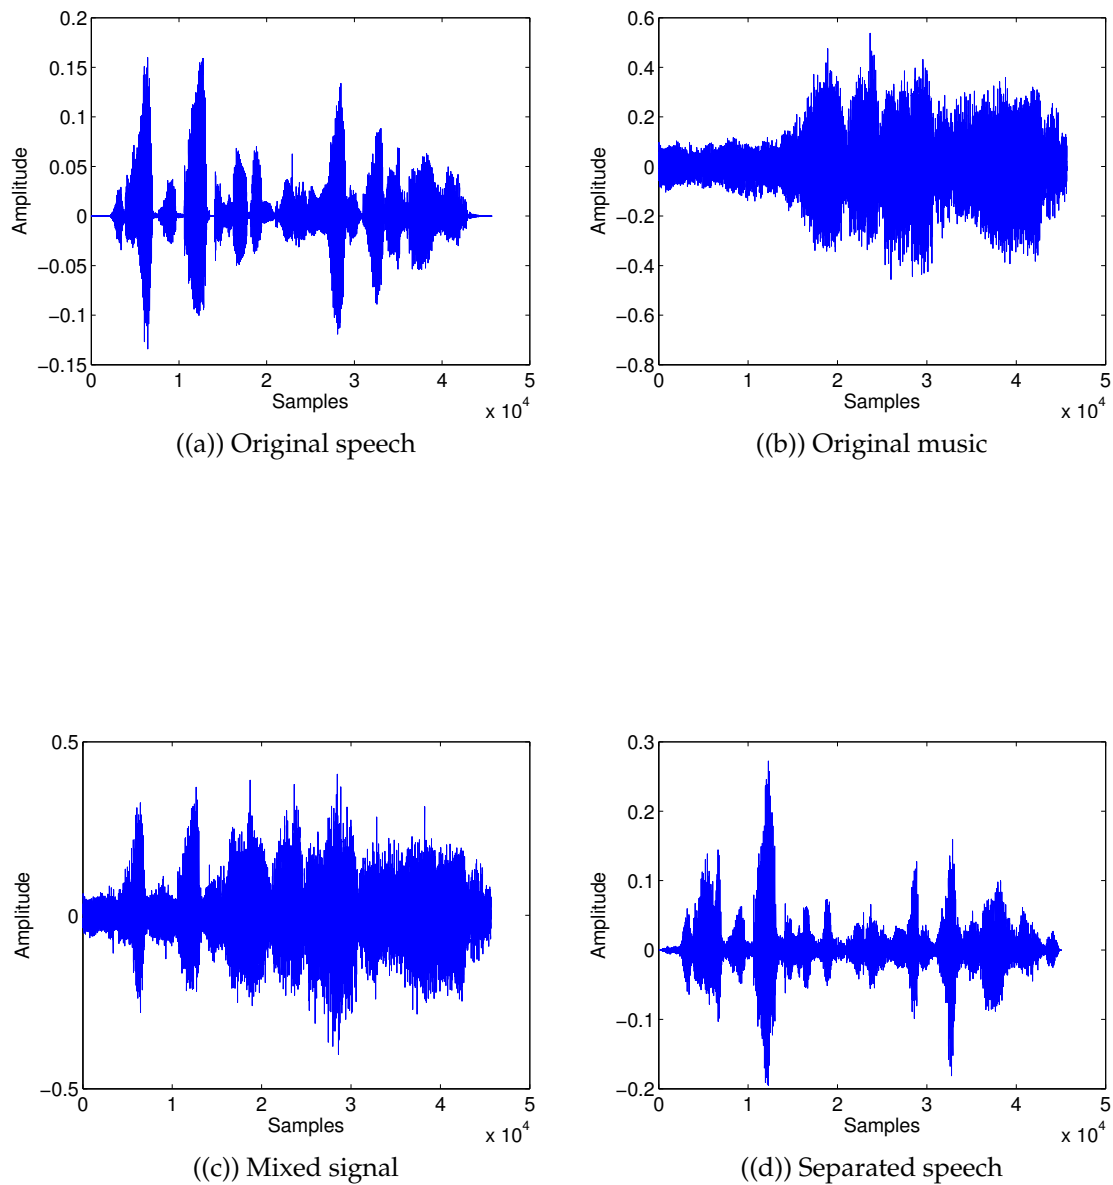 0.2
0.15
0.1
0.05
0
−0.05
−0.1
−0.15
Amplitude
0 1 2 3 4 5
Samples
x 10^4
((a)) Original speech
0.6
0.4
0.2
0
−0.2
−0.4
−0.6
−0.8
Amplitude
0 1 2 3 4 5
Samples
x 10^4
((b)) Original music
0.5
0
−0.5
Amplitude
0 1 2 3 4 5
Samples
x 10^4
((c)) Mixed signal
0.3
0.2
0.1
0
−0.1
−0.2
Amplitude
0 1 2 3 4 5
Samples
x 10^4
((d)) Separated speech